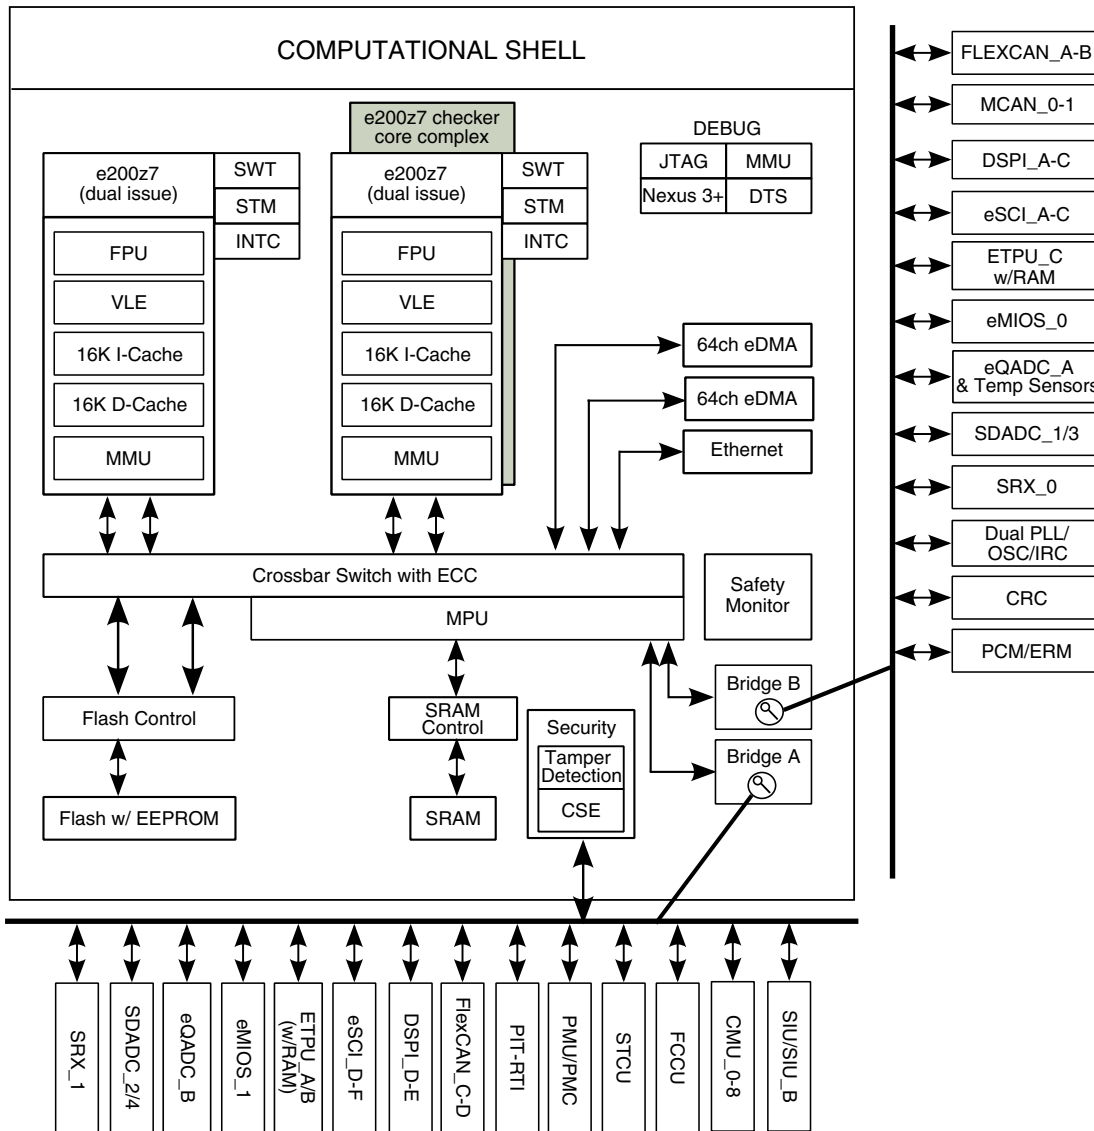 COMPUTATIONAL SHELL
e200z7 checker
core complex
e200z7
(dual issue)
SWT
STM
INTC
FPU
VLE
16K I-Cache
16K D-Cache
MMU
e200z7
(dual issue)
SWT
STM
INTC
FPU
VLE
16K I-Cache
16K D-Cache
MMU
DEBUG
JTAG
MMU
Nexus 3+
DTS
64ch eDMA
64ch eDMA
Ethernet
Crossbar Switch with ECC
MPU
Safety
Monitor
Flash Control
Flash w/ EEPROM
SRAM
Control
SRAM
Security
Tamper
Detection
CSE
Bridge B
Bridge A
FLEXCAN_A-B
MCAN_0-1
DSPI_A-C
eSCI_A-C
ETPU_C
w/RAM
eMIOS_0
eQADC_A
& Temp Sensors
SDADC_1/3
SRX_0
Dual PLL/
OSC/IRC
CRC
PCM/ERM
SRX_1
SDADC_2/4
eQADC_B
eMIOS_1
ETPU_A/B
(w/RAM)
eSCI_D-F
DSPI_D-E
FlexCAN_C-D
PIT-RTI
PMU/PMC
STCU
FCCU
CMU_0-8
SIU/SIU_B